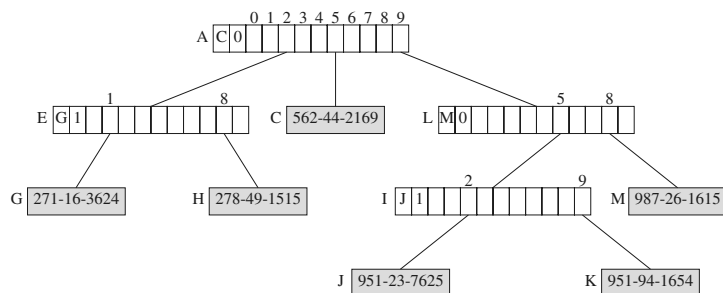 0 1 2 3 4 5 6 7 8 9
A C 0
1 8 5 8
E G 1 C 562-44-2169 L M 0
2 9
G 271-16-3624 H 278-49-1515 I J 1 M 987-26-1615
J 951-23-7625 K 951-94-1654